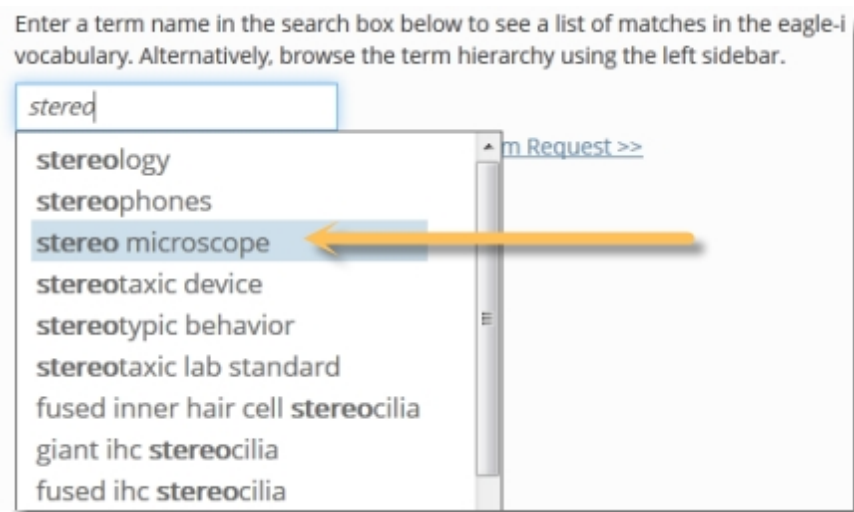 Enter a term name in the search box below to see a list of matches in the eagle-i
vocabulary. Alternatively, browse the term hierarchy using the left sidebar.
stereo
m Request >>
stereology
stereophones
stereo microscope
stereotaxic device
stereotypic behavior
stereotaxic lab standard
fused inner hair cell stereocilia
giant ihc stereocilia
fused ihc stereocilia